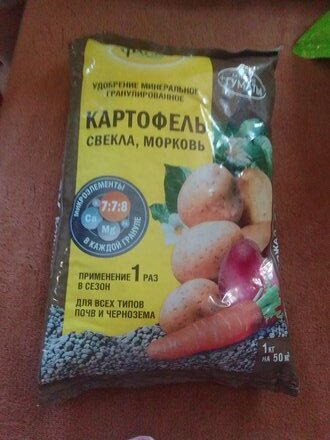 УДОБРЕНИЕ МИНЕРАЛЬНОЕ
ГРАНУЛИРОВАННОЕ
КАРТОФЕЛЬ
СВЕКЛА, МОРКОВЬ
МИКРОЭЛЕМЕНТЫ
7:7:8
Ca
Mg
В КАЖДОЙ ГРАНУЛЕ
ПРИМЕНЕНИЕ 1 РАЗ
В СЕЗОН
ДЛЯ ВСЕХ ТИПОВ
ПОЧВ И ЧЕРНОЗЕМА
1 кг
на 50 м²